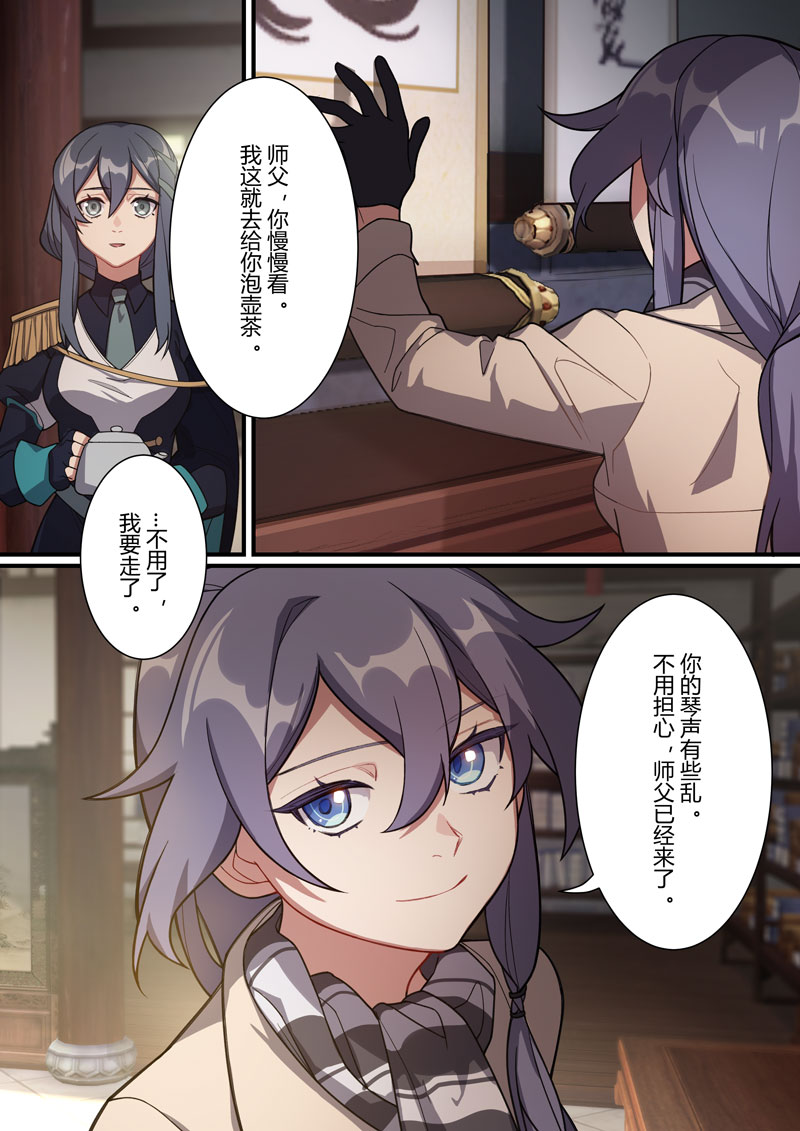 师父，你慢慢看。
我这就去给你泡壶茶。
…不用了，
我要走了。
你的琴声有些乱。
不用担心，师父已经来了。